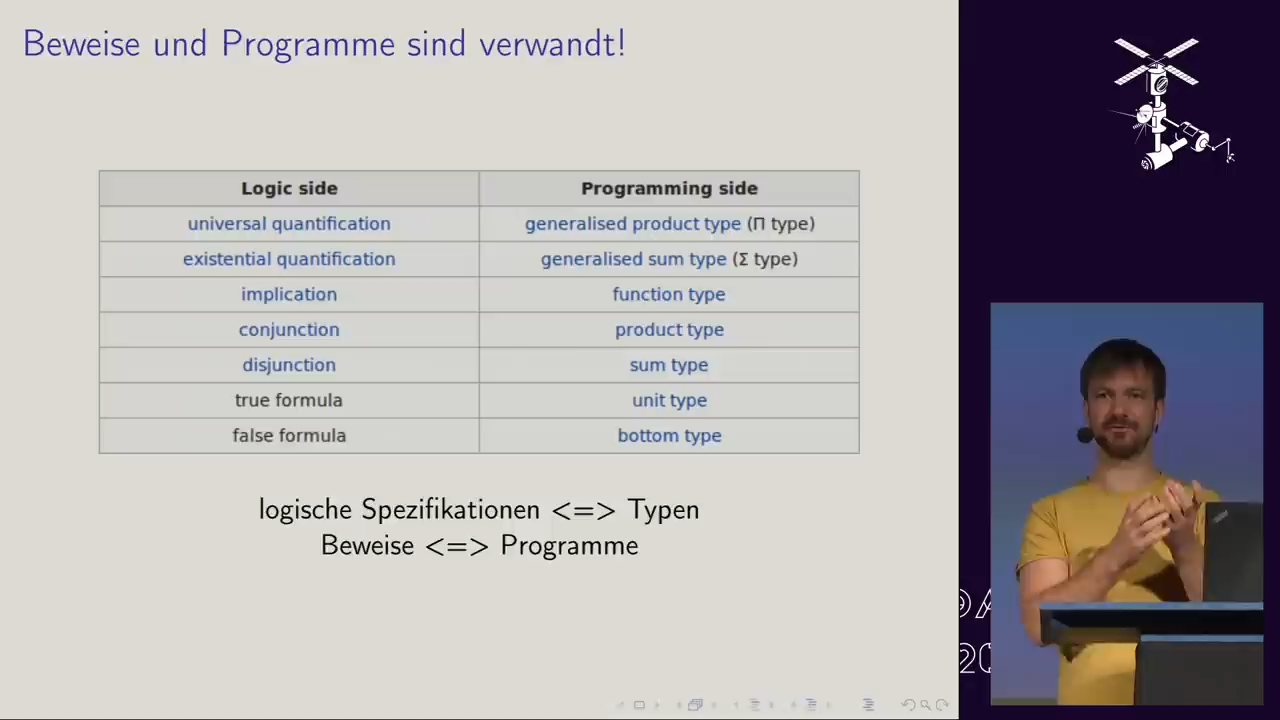 Beweise und Programme sind verwandt!
Logic side Programming side
universal quantification generalised product type (Π type)
existential quantification generalised sum type (Σ type)
implication function type
conjunction product type
disjunction sum type
true formula unit type
false formula bottom type
logische Spezifikationen <=> Typen
Beweise <=> Programme